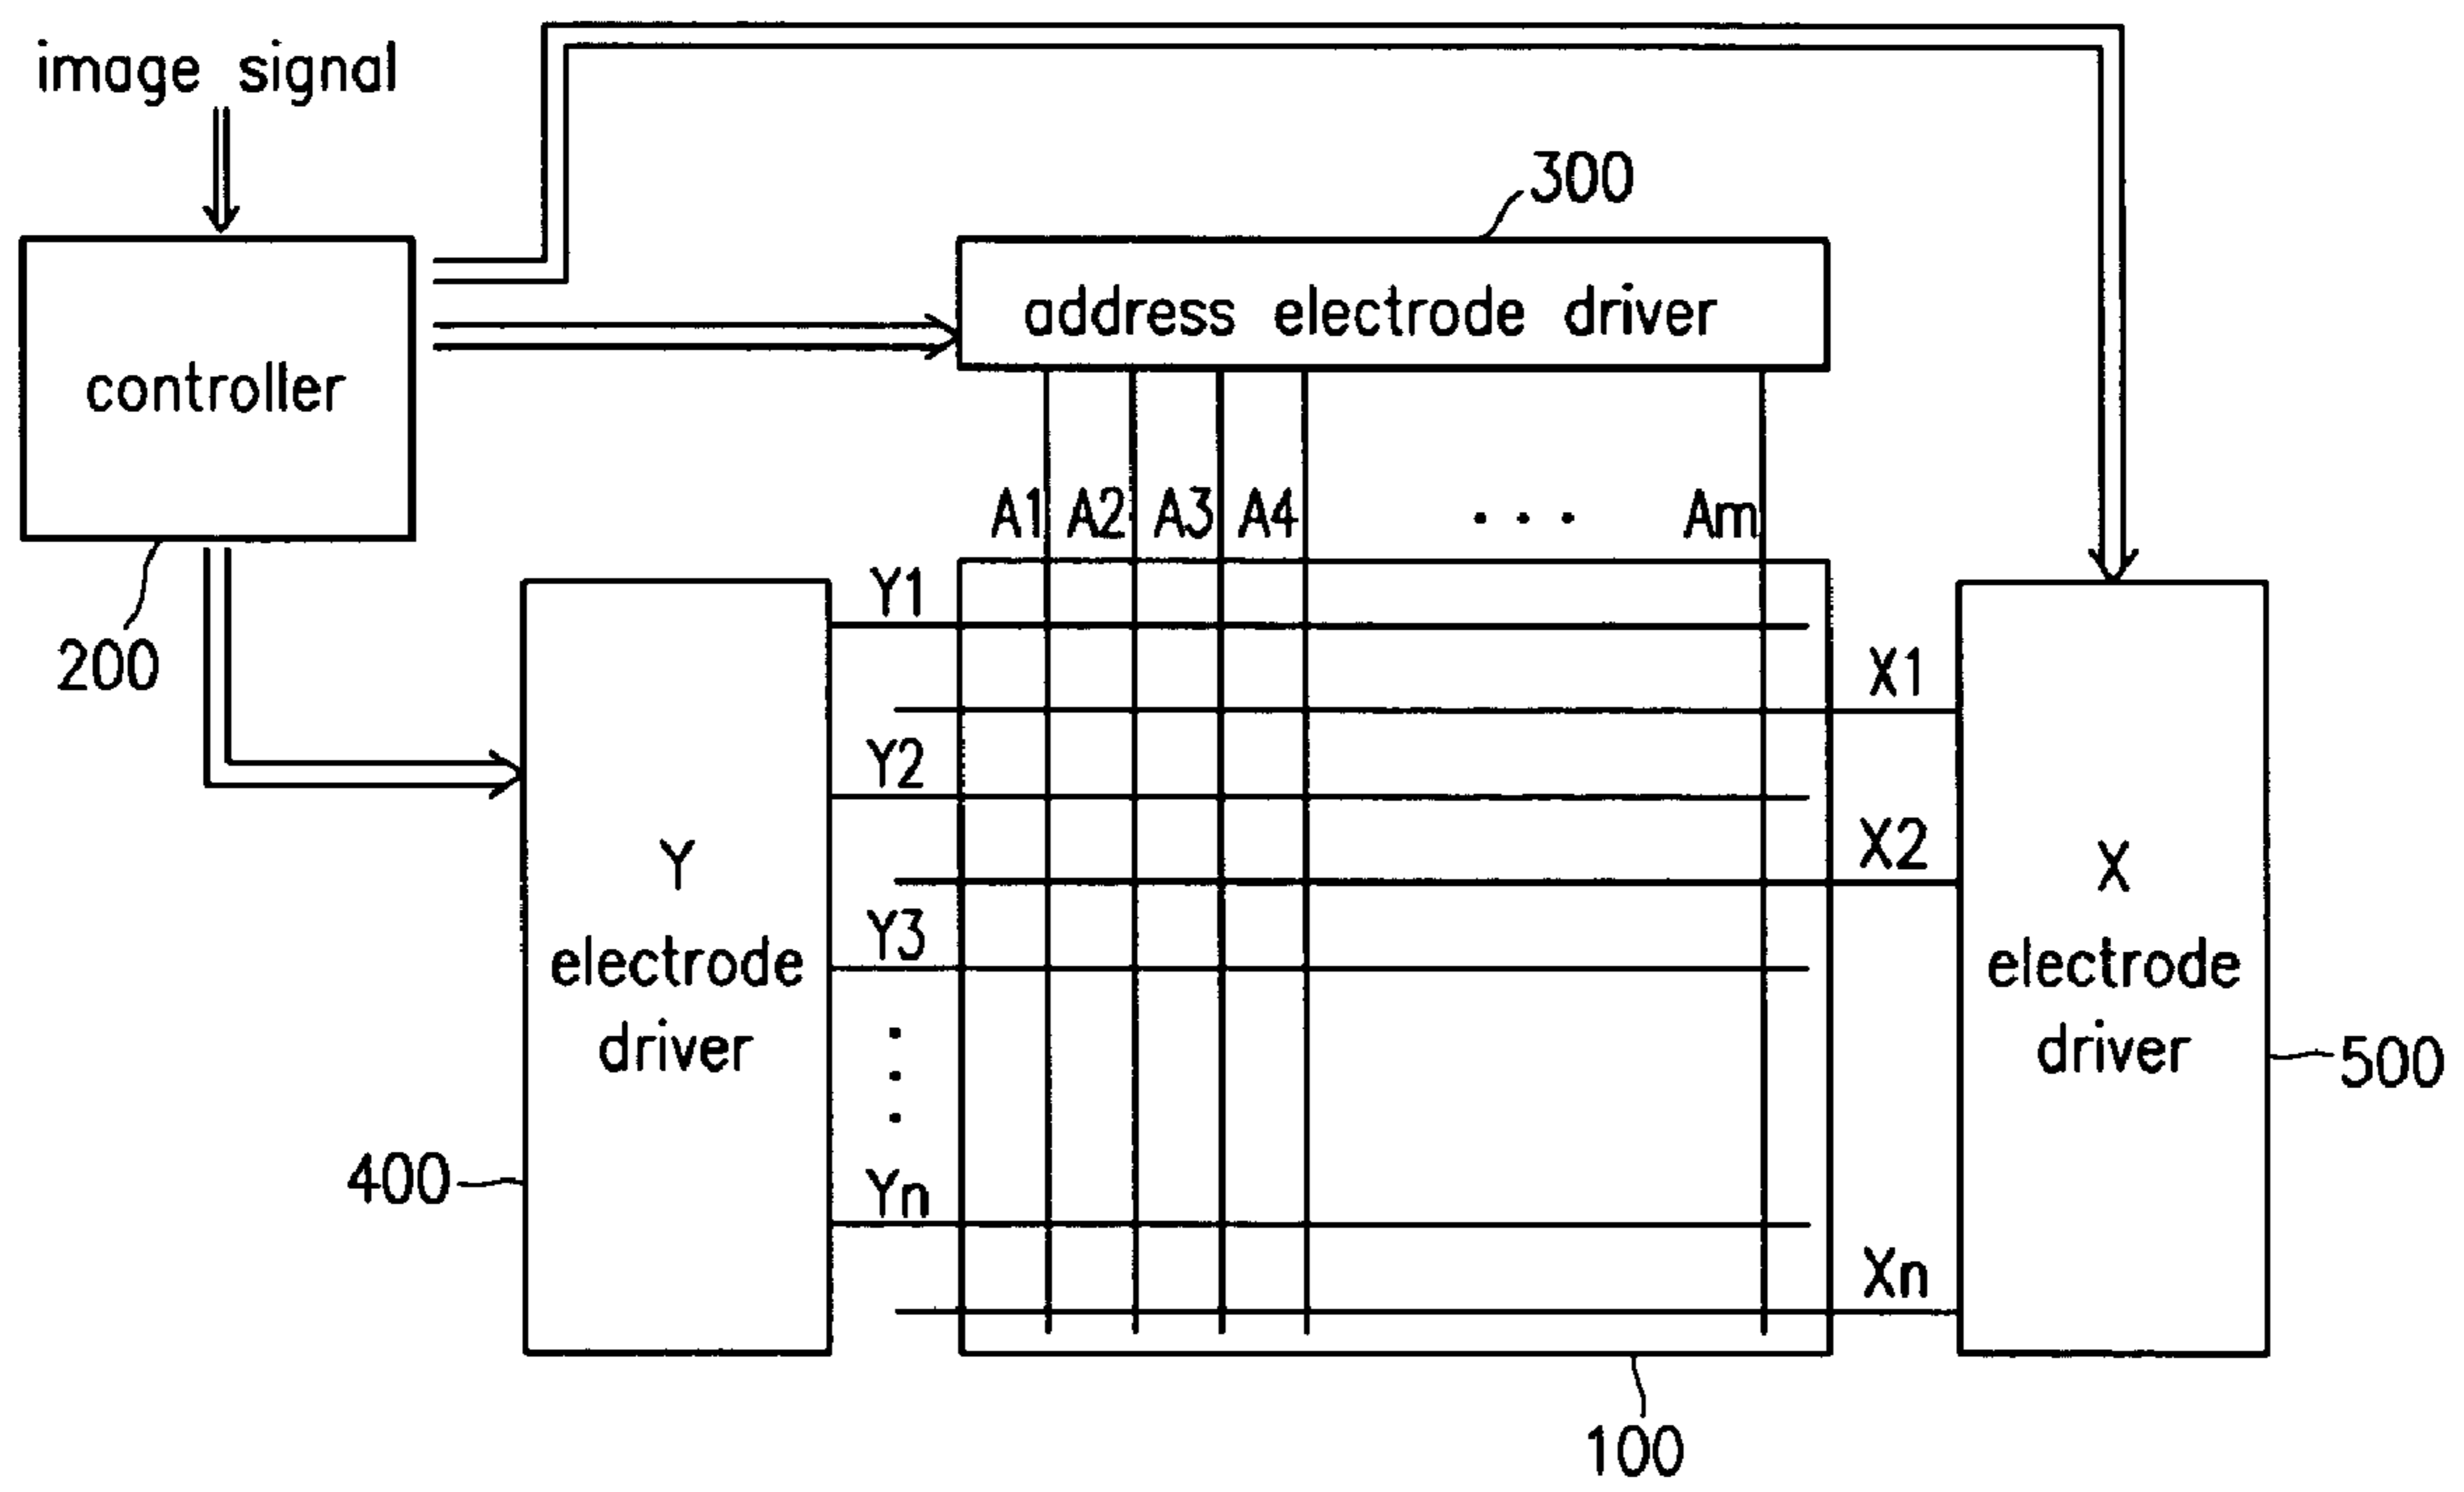 image signal
300
address electrode driver
controller
A1 A2 A3 A4 . . . Am
Y1
200
X1
Y2
X2
Y
electrode
driver
X
electrode
driver
Y3
.
.
.
500
400
Yn
Xn
100